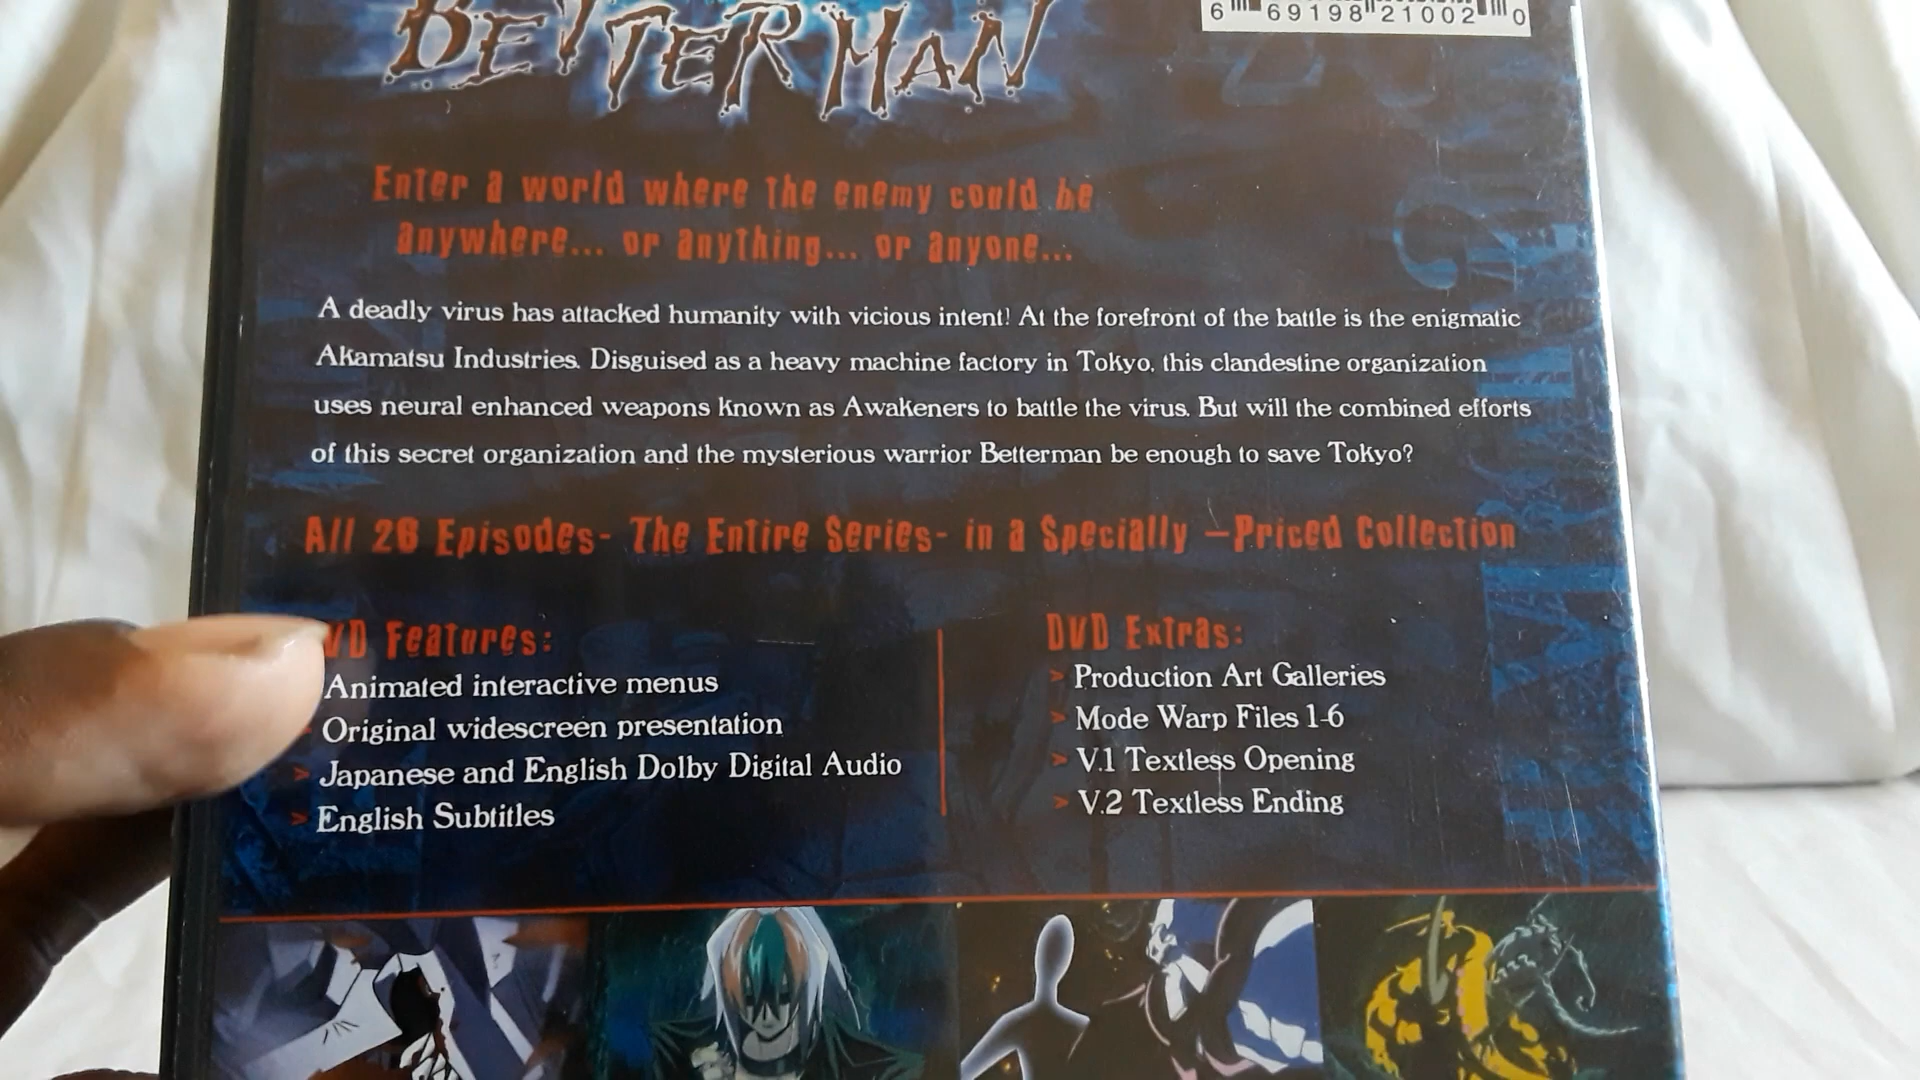 BETTERMAN
6 69198 21002 0
Enter a world where the enemy could be
anywhere... or anything... or anyone...
A deadly virus has attacked humanity with vicious intent! At the forefront of the battle is the enigmatic
Akamatsu Industries. Disguised as a heavy machine factory in Tokyo, this clandestine organization
uses neural enhanced weapons known as Awakeners to battle the virus. But will the combined efforts
of this secret organization and the mysterious warrior Betterman be enough to save Tokyo?
All 26 Episodes- The Entire Series- in a Specially –Priced Collection
VD Features:
Animated interactive menus
Original widescreen presentation
> Japanese and English Dolby Digital Audio
> English Subtitles
DVD Extras:
> Production Art Galleries
> Mode Warp Files 1-6
> V.1 Textless Opening
> V.2 Textless Ending